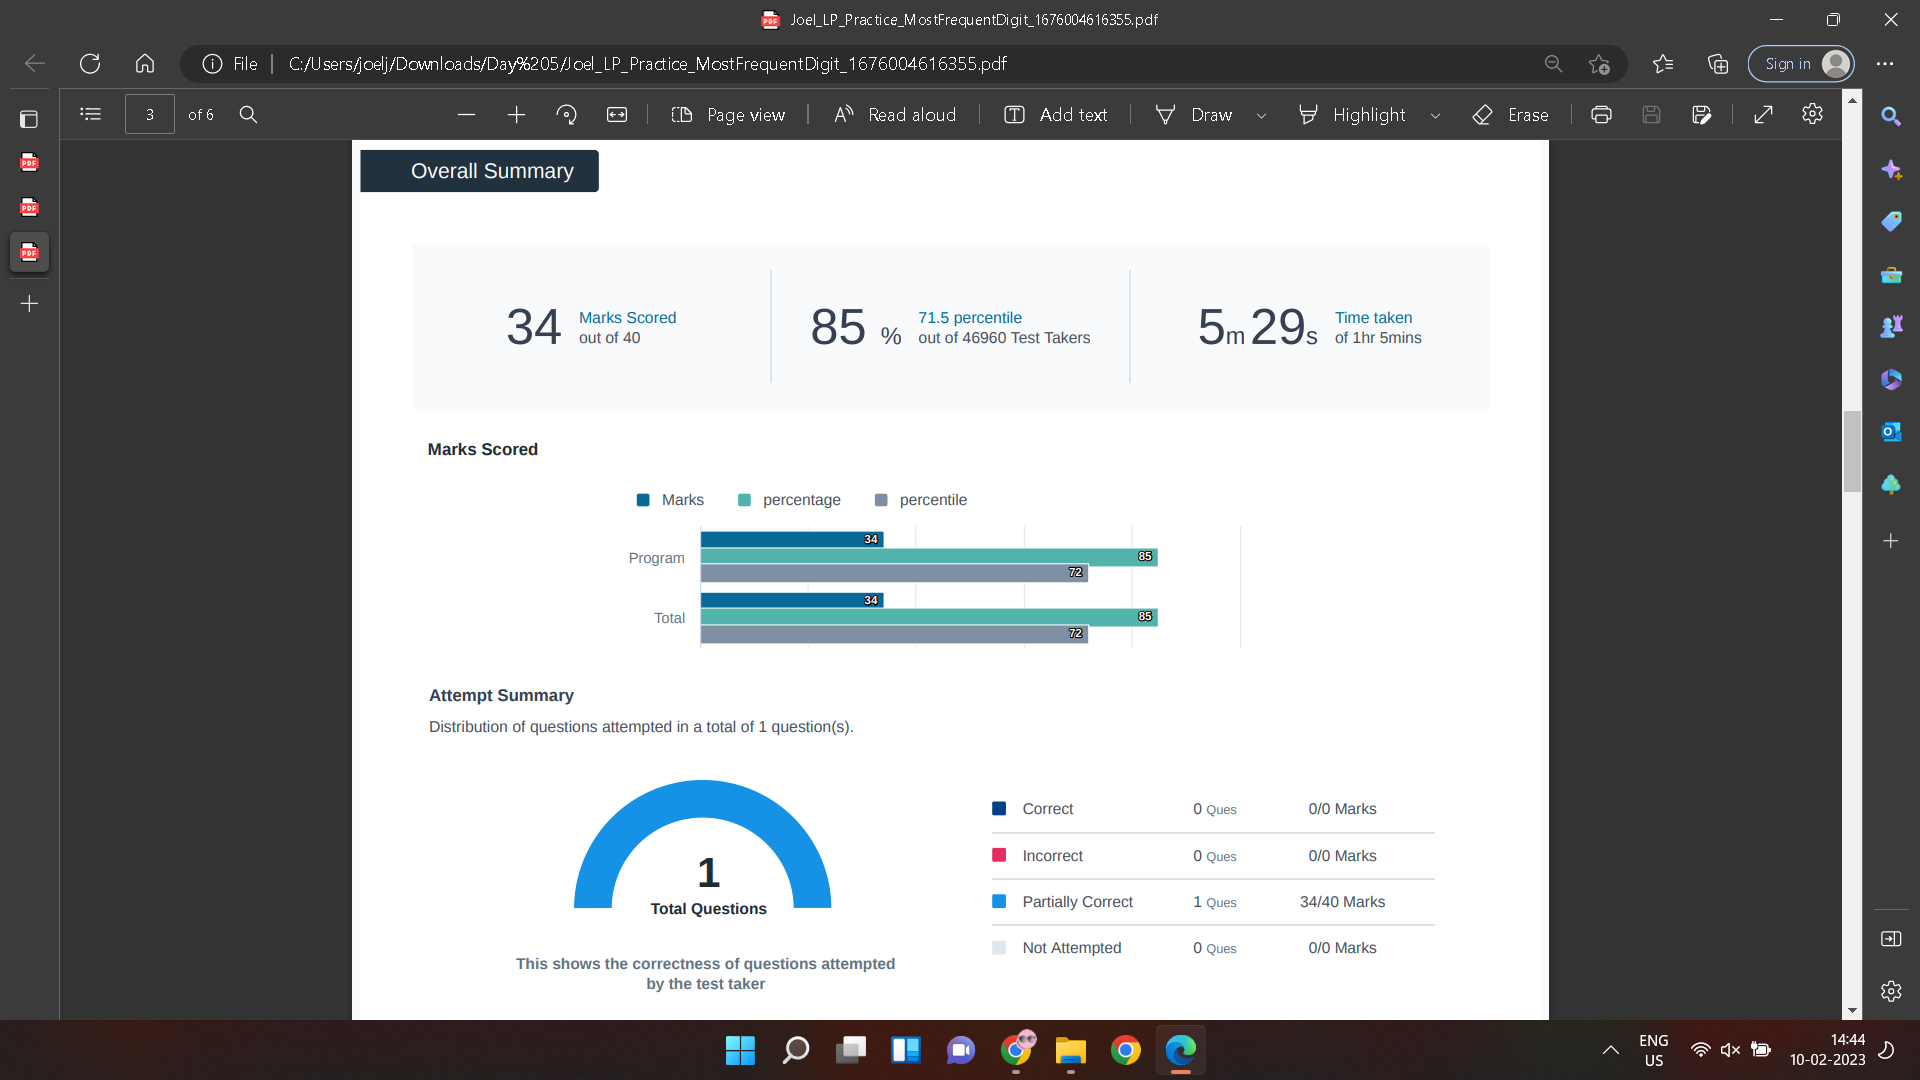 Joel_LP_Practice_MostFrequentDigit_1676004616355.pdf
File
C:/Users/joelj/Downloads/Day%205/Joel_LP_Practice_MostFrequentDigit_1676004616355.pdf
Sign in
3 of 6
Page view
Read aloud
Add text
Draw
Highlight
Erase
Overall Summary
34 Marks Scored
out of 40
85 % 71.5 percentile
out of 46960 Test Takers
5m 29s Time taken
of 1hr 5mins
Marks Scored
Marks percentage percentile
Program 34 85 72
Total 34 85 72
Attempt Summary
Distribution of questions attempted in a total of 1 question(s).
1
Total Questions
This shows the correctness of questions attempted
by the test taker
Correct 0 Ques 0/0 Marks
Incorrect 0 Ques 0/0 Marks
Partially Correct 1 Ques 34/40 Marks
Not Attempted 0 Ques 0/0 Marks
ENG
US
14:44
10-02-2023